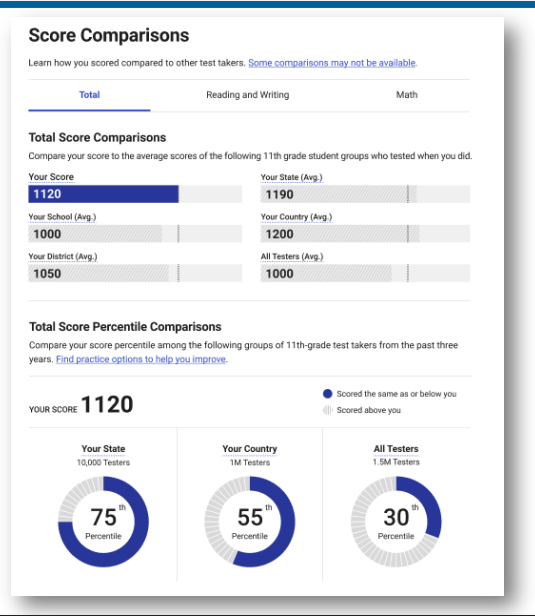 Score Comparisons
Learn how you scored compared to other test takers. Some comparisons may not be available.
Total
Reading and Writing
Math
Total Score Comparisons
Compare your score to the average scores of the following 11th grade student groups who tested when you did.
Your Score
1120
Your State (Avg.)
1190
Your School (Avg.)
1000
Your Country (Avg.)
1200
Your District (Avg.)
1050
All Testers (Avg.)
1000
Total Score Percentile Comparisons
Compare your score percentile among the following groups of 11th-grade test takers from the past three
years. Find practice options to help you improve.
YOUR SCORE 1120
Scored the same as or below you
Scored above you
Your State
10,000 Testers
75th
Percentile
Your Country
1M Testers
55th
Percentile
All Testers
1.5M Testers
30th
Percentile